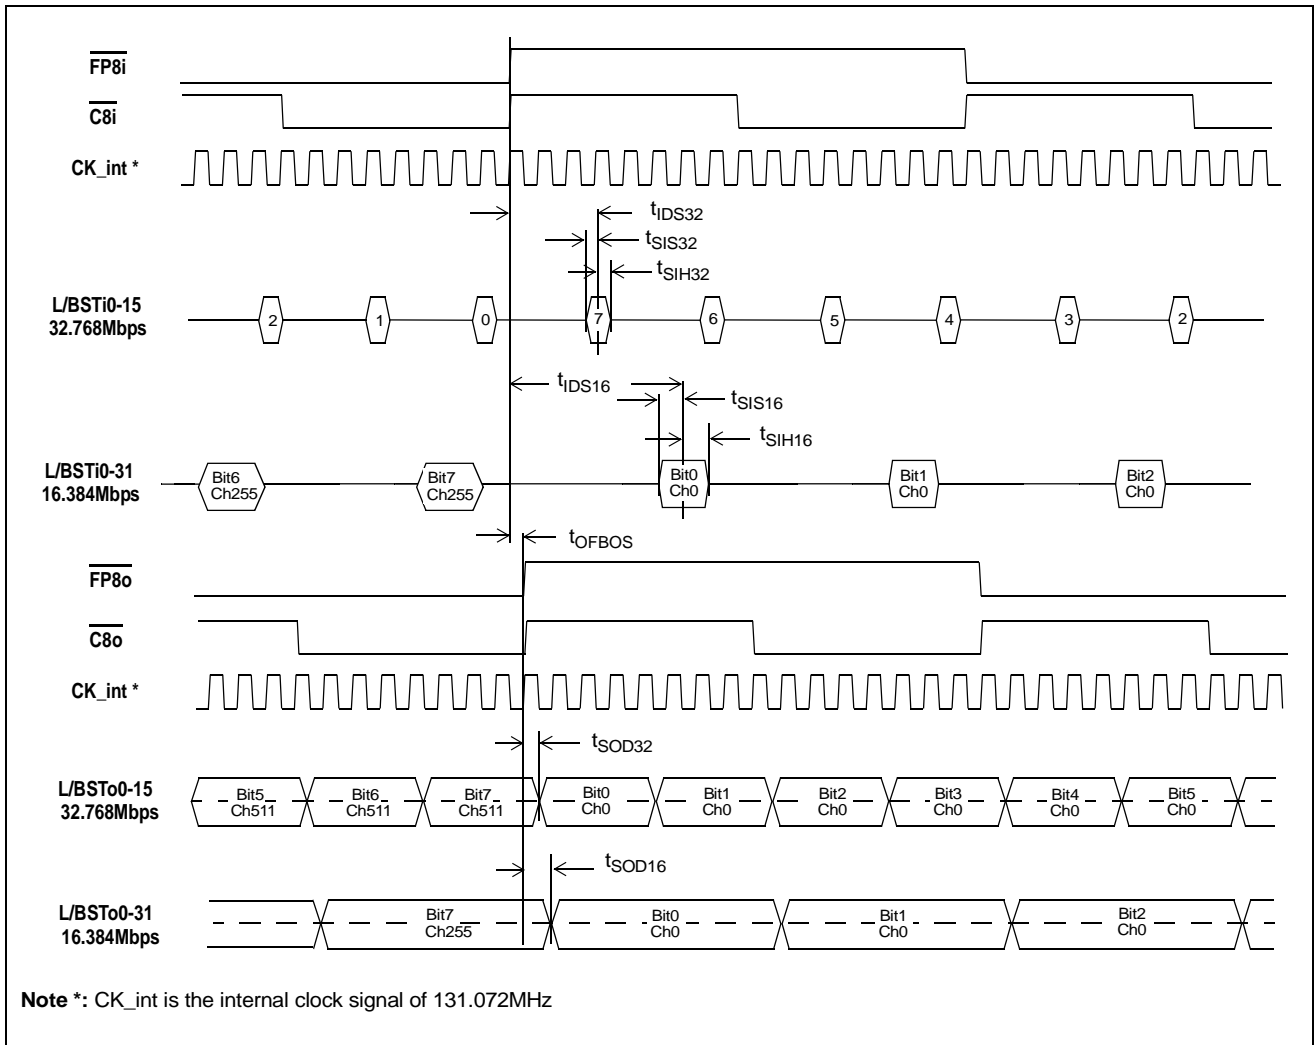 FP8i
C8i
CK_int *
tIDS32
tSIS32
tSIH32
L/BSTi0-15
32.768Mbps
2 1 0 7 6 5 4 3 2
tIDS16
tSIS16
tSIH16
L/BSTi0-31
16.384Mbps
Bit6 Bit7 Bit0 Bit1 Bit2
Ch255 Ch255 Ch0 Ch0 Ch0
tOFBOS
FP8o
C8o
CK_int *
tSOD32
L/BSTo0-15
32.768Mbps
Bit5 Bit6 Bit7 Bit0 Bit1 Bit2 Bit3 Bit4 Bit5
Ch511 Ch511 Ch511 Ch0 Ch0 Ch0 Ch0 Ch0 Ch0
tSOD16
L/BSTo0-31
16.384Mbps
Bit7 Bit0 Bit1 Bit2
Ch255 Ch0 Ch0 Ch0
Note *: CK_int is the internal clock signal of 131.072MHz